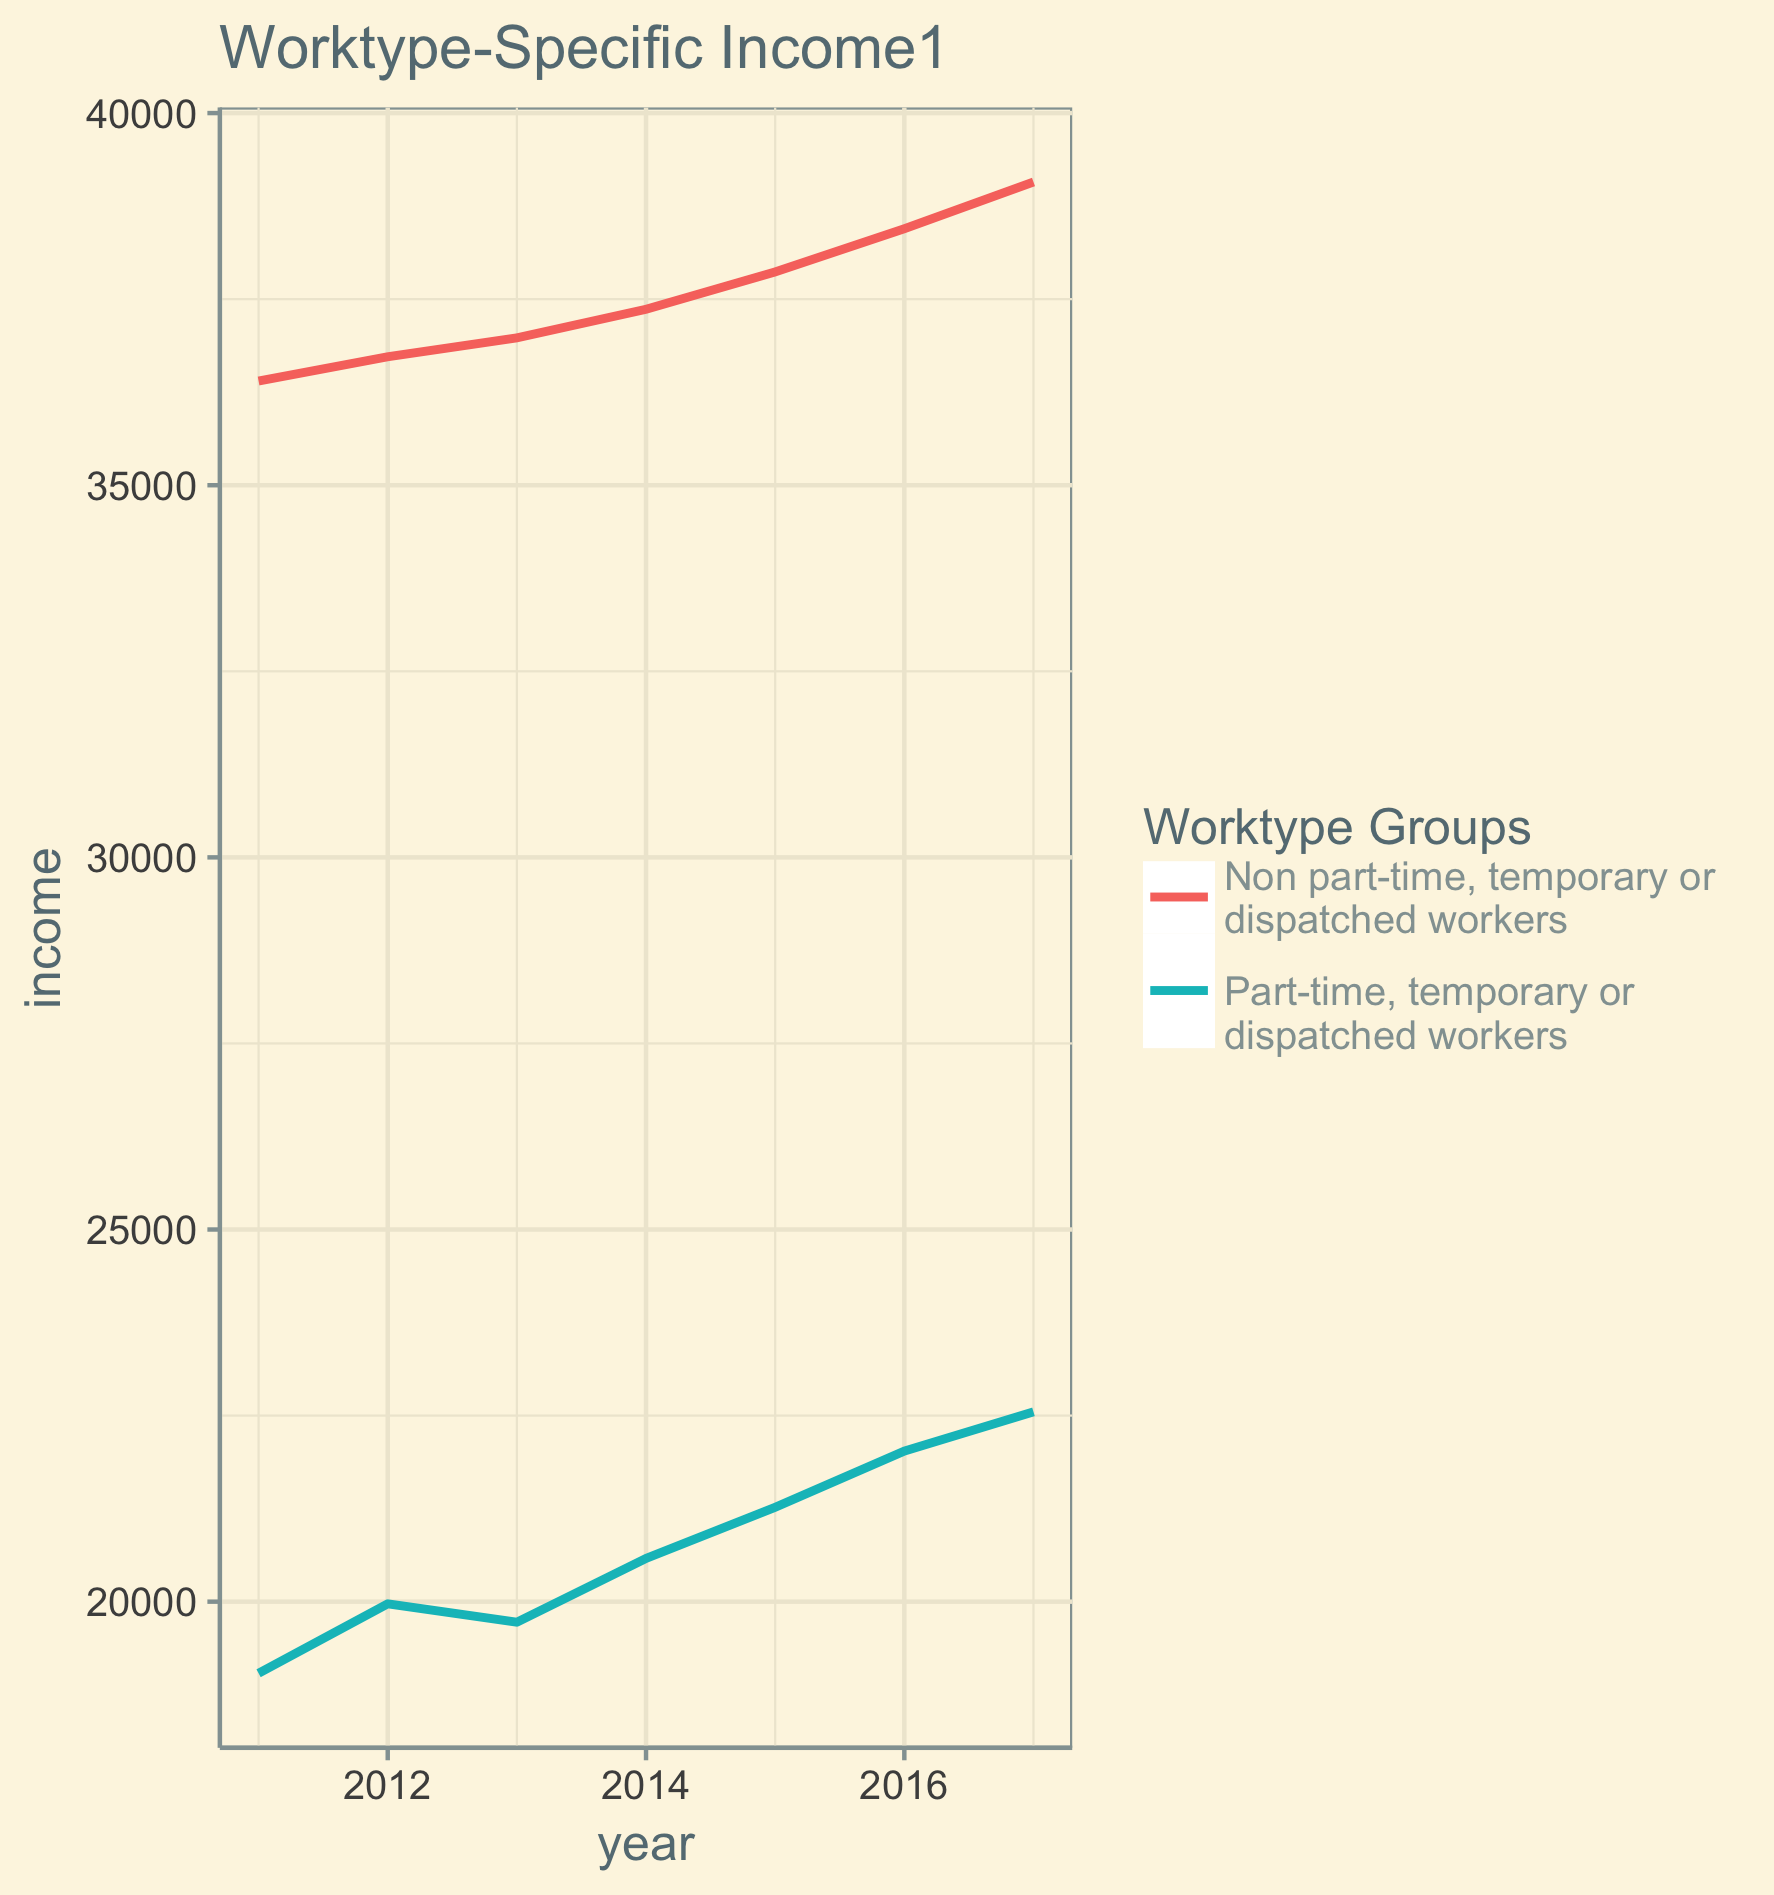 Worktype-Specific Income1
40000
35000
30000
25000
20000
income
2012
2014
2016
year
Worktype Groups
Non part-time, temporary or
dispatched workers
Part-time, temporary or
dispatched workers